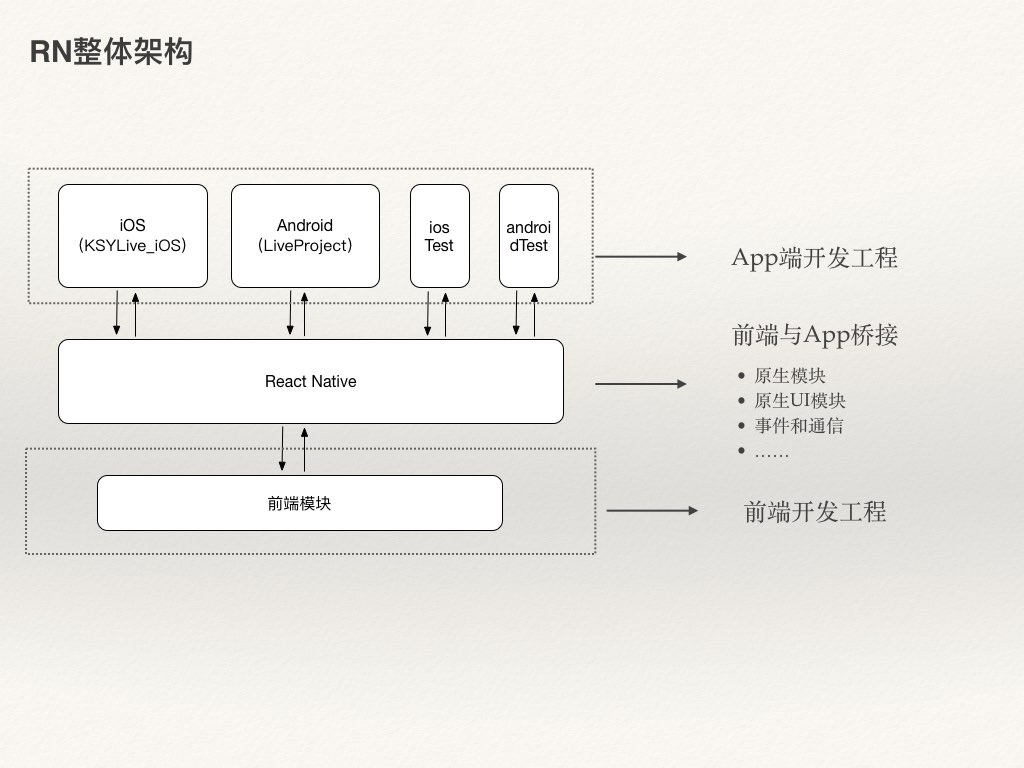 RN整体架构
iOS
（KSYLive_iOS）
Android
（LiveProject）
ios
Test
androi
dTest
App端开发工程
React Native
前端与App桥接
• 原生模块
• 原生UI模块
• 事件和通信
• ……
前端模块
前端开发工程